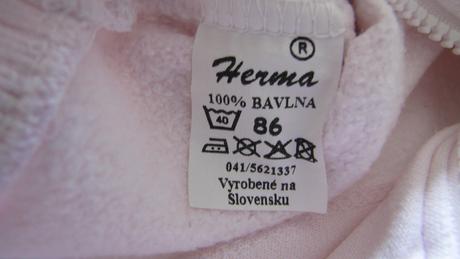 ®
Herma
100% BAVLNA
40 86
041/5621337
Vyrobené na
Slovensku